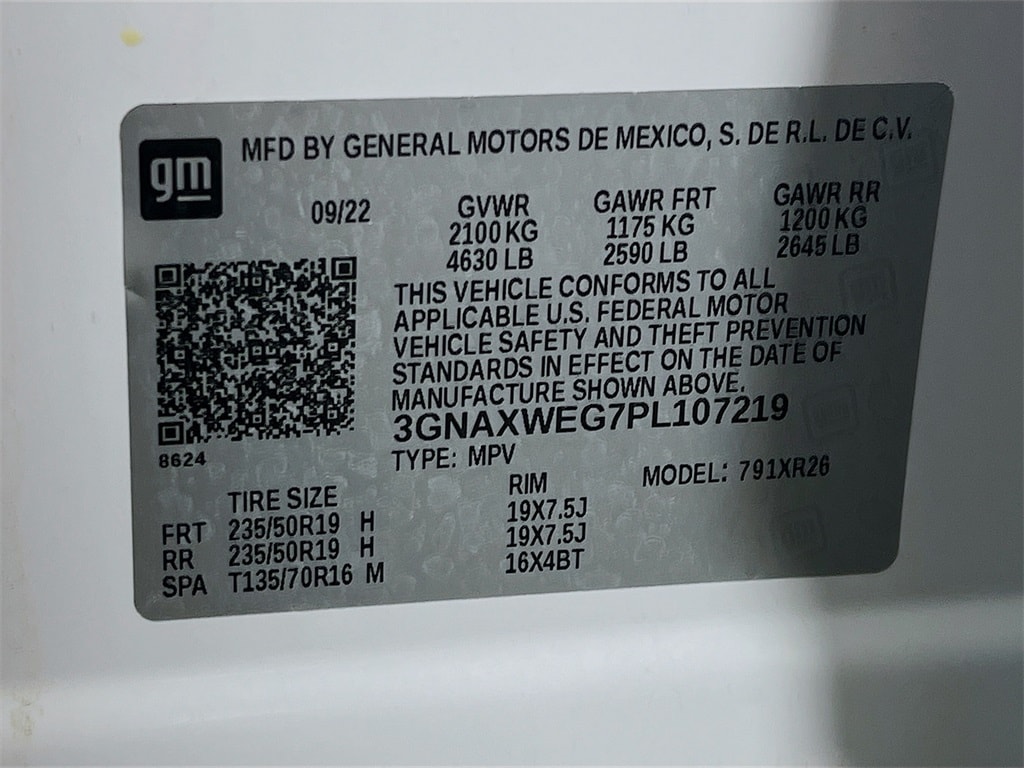 gm
MFD BY GENERAL MOTORS DE MEXICO, S. DE R.L. DE C.V.
09/22
GVWR
2100 KG
4630 LB
GAWR FRT
1175 KG
2590 LB
GAWR RR
1200 KG
2645 LB
THIS VEHICLE CONFORMS TO ALL
APPLICABLE U.S. FEDERAL MOTOR
VEHICLE SAFETY AND THEFT PREVENTION
STANDARDS IN EFFECT ON THE DATE OF
MANUFACTURE SHOWN ABOVE.
3GNAXWEG7PL107219
8624
TYPE: MPV
MODEL: 791XR26
TIRE SIZE RIM
FRT 235/50R19 H 19X7.5J
RR 235/50R19 H 19X7.5J
SPA T135/70R16 M 16X4BT